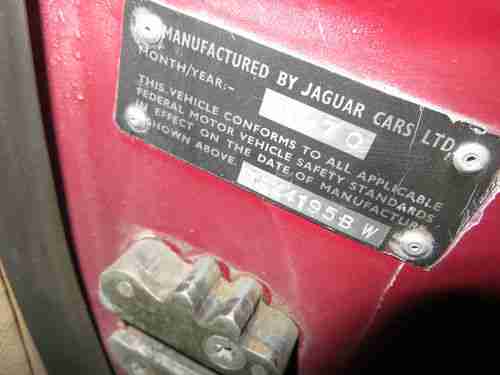 MANUFACTURED BY JAGUAR CARS LTD.
MONTH/YEAR:-
THIS VEHICLE CONFORMS TO ALL APPLICABLE
FEDERAL MOTOR VEHICLE SAFETY STANDARDS
IN EFFECT ON THE DATE OF MANUFACTURE
SHOWN ABOVE.
44195B W